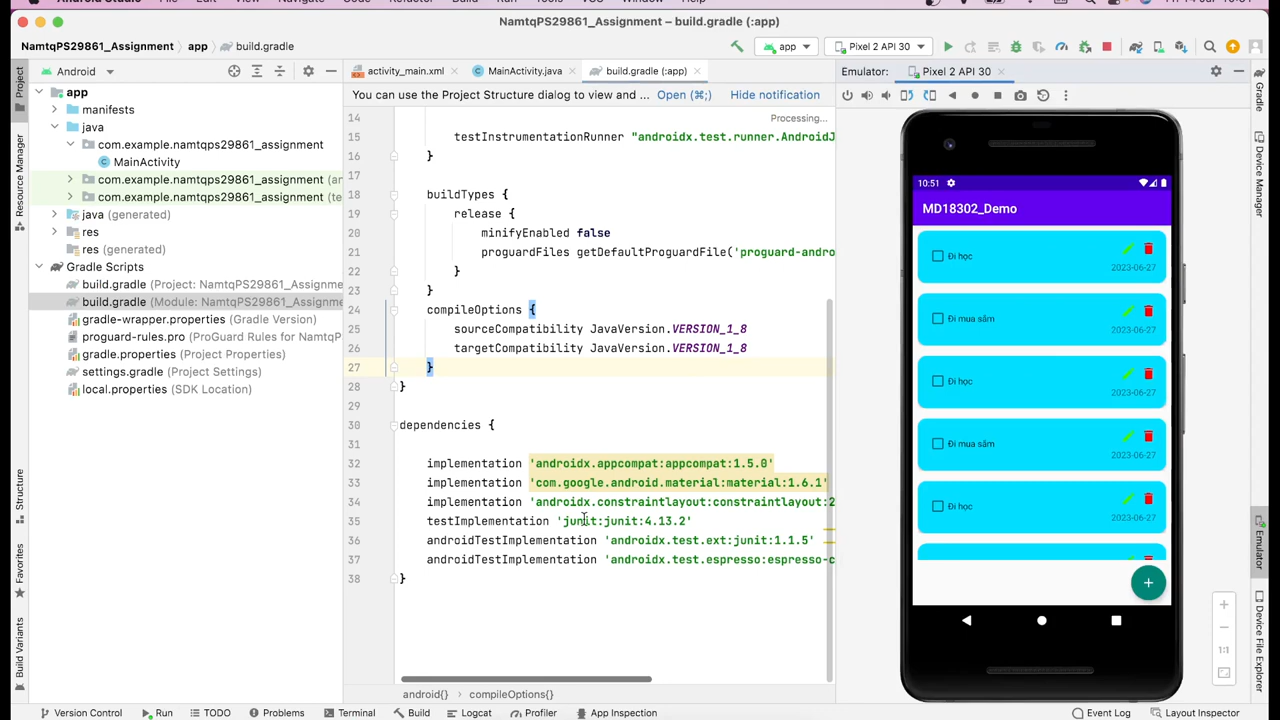 NamtqPS29861_Assignment – build.gradle (:app)
NamtqPS29861_Assignment app build.gradle
app
Pixel 2 API 30
Project
Android
activity_main.xml
MainActivity.java
build.gradle (:app)
Emulator:
Pixel 2 API 30
You can use the Project Structure dialog to view and ...
Open (⌘;)
Hide notification
Processing...
app
manifests
java
com.example.namtqps29861_assignment
MainActivity
com.example.namtqps29861_assignment (an
com.example.namtqps29861_assignment (te
java (generated)
res
res (generated)
Gradle Scripts
build.gradle (Project: NamtqPS29861_Assignme
build.gradle (Module: NamtqPS29861_Assignme
gradle-wrapper.properties (Gradle Version)
proguard-rules.pro (ProGuard Rules for NamtqP
gradle.properties (Project Properties)
settings.gradle (Project Settings)
local.properties (SDK Location)
14
15 testInstrumentationRunner "androidx.test.runner.AndroidJ
16 }
17
18 buildTypes {
19 release {
20 minifyEnabled false
21 proguardFiles getDefaultProguardFile('proguard-andro
22 }
23 }
24 compileOptions {
25 sourceCompatibility JavaVersion.VERSION_1_8
26 targetCompatibility JavaVersion.VERSION_1_8
27 }
28 }
29
30 dependencies {
31
32 implementation 'androidx.appcompat:appcompat:1.5.0'
33 implementation 'com.google.android.material:material:1.6.1'
34 implementation 'androidx.constraintlayout:constraintlayout:2
35 testImplementation 'junit:junit:4.13.2'
36 androidTestImplementation 'androidx.test.ext:junit:1.1.5'
37 androidTestImplementation 'androidx.test.espresso:espresso-c
38 }
android{} compileOptions{}
10:51
MD18302_Demo
Đi học
2023-06-27
Đi mua sắm
2023-06-27
Đi học
2023-06-27
Đi mua sắm
2023-06-27
Đi học
2023-06-27
+
1:1
Resource Manager
Structure
Favorites
Build Variants
Gradle
Device Manager
Emulator
Device File Explorer
Version Control
Run
TODO
Problems
Terminal
Build
Logcat
Profiler
App Inspection
Event Log
Layout Inspector